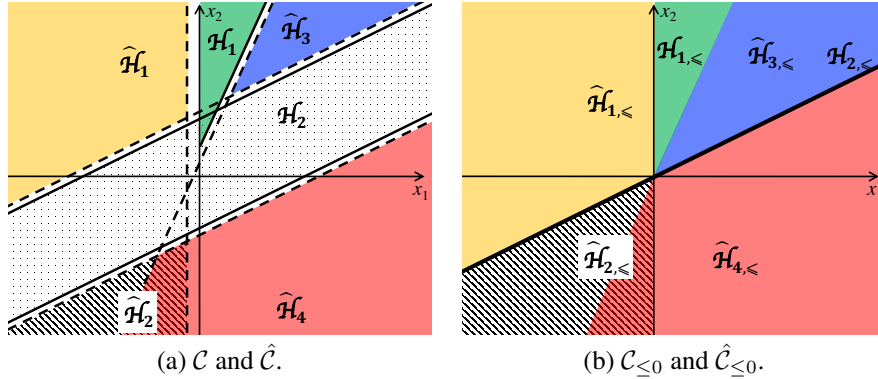 x₂
Ĥ₁
H₁
Ĥ₃
H₂
x₁
Ĥ₂
Ĥ₄
(a) C and Ĉ.
x₂
H₁,⩽
Ĥ₃,⩽
H₂,⩽
Ĥ₁,⩽
x
Ĥ₂,⩽
Ĥ₄,⩽
(b) C≤0 and Ĉ≤0.